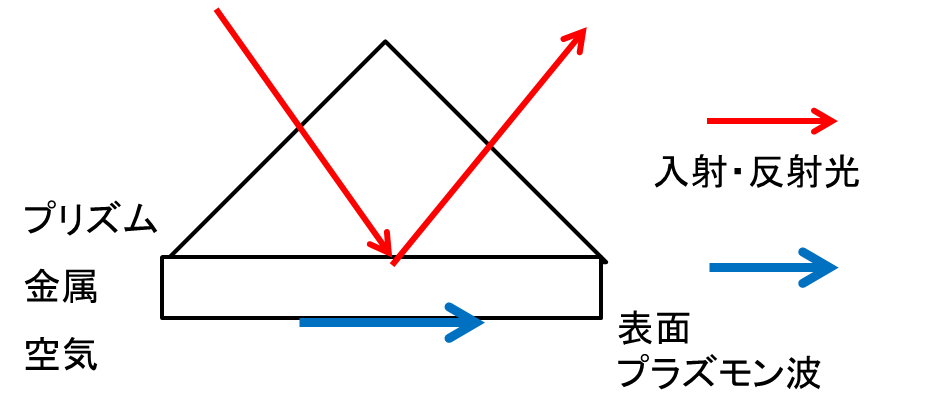 入射・反射光
プリズム
金属
空気
表面
プラズモン波